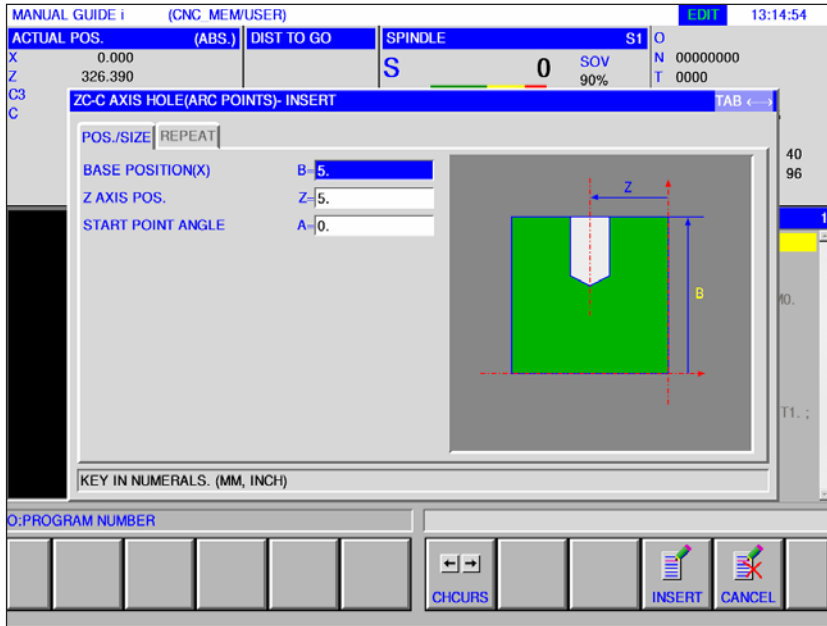 MANUAL GUIDE i (CNC_MEM/USER) EDIT 13:14:54
ACTUAL POS. (ABS.) DIST TO GO SPINDLE S1 O
X 0.000 S 0 SOV N 00000000
Z 326.390 90% T 0000
C3
C
ZC-C AXIS HOLE(ARC POINTS)- INSERT TAB ←→
POS./SIZE REPEAT
40
BASE POSITION(X) B=5.
96
Z AXIS POS. Z=5.
START POINT ANGLE A=0.
Z
B
1
M0.
T1. ;
KEY IN NUMERALS. (MM, INCH)
O:PROGRAM NUMBER
← →
CHCURS INSERT CANCEL